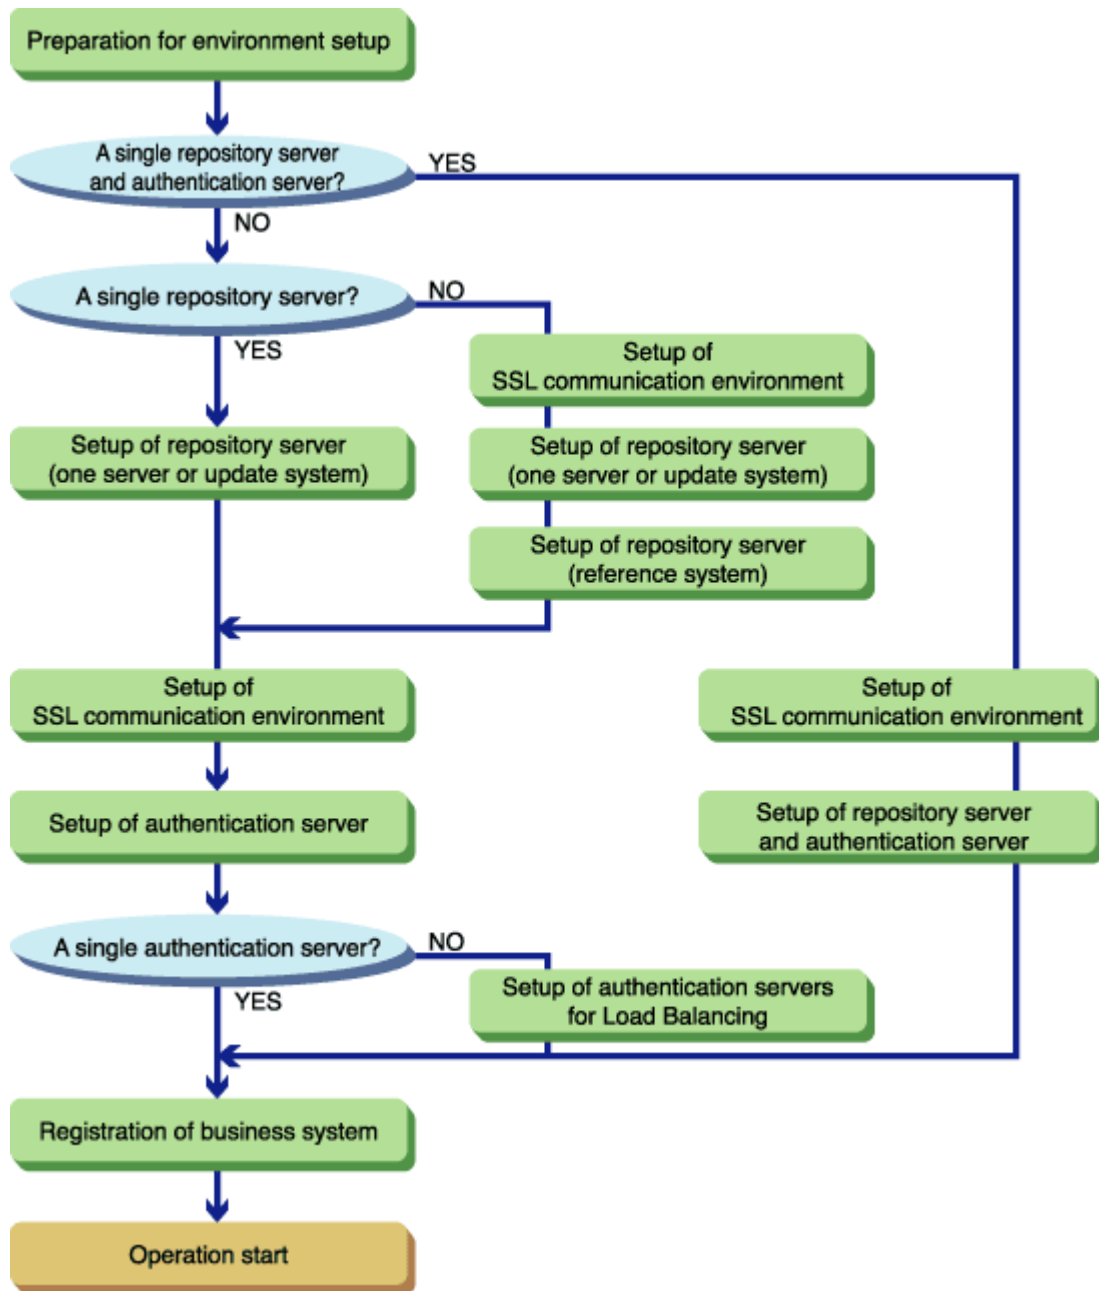 Preparation for environment setup
A single repository server
and authentication server?
YES
NO
A single repository server?
NO
YES
Setup of
SSL communication environment
Setup of repository server
(one server or update system)
Setup of repository server
(one server or update system)
Setup of repository server
(reference system)
Setup of
SSL communication environment
Setup of
SSL communication environment
Setup of authentication server
Setup of repository server
and authentication server
A single authentication server?
NO
YES
Setup of authentication servers
for Load Balancing
Registration of business system
Operation start